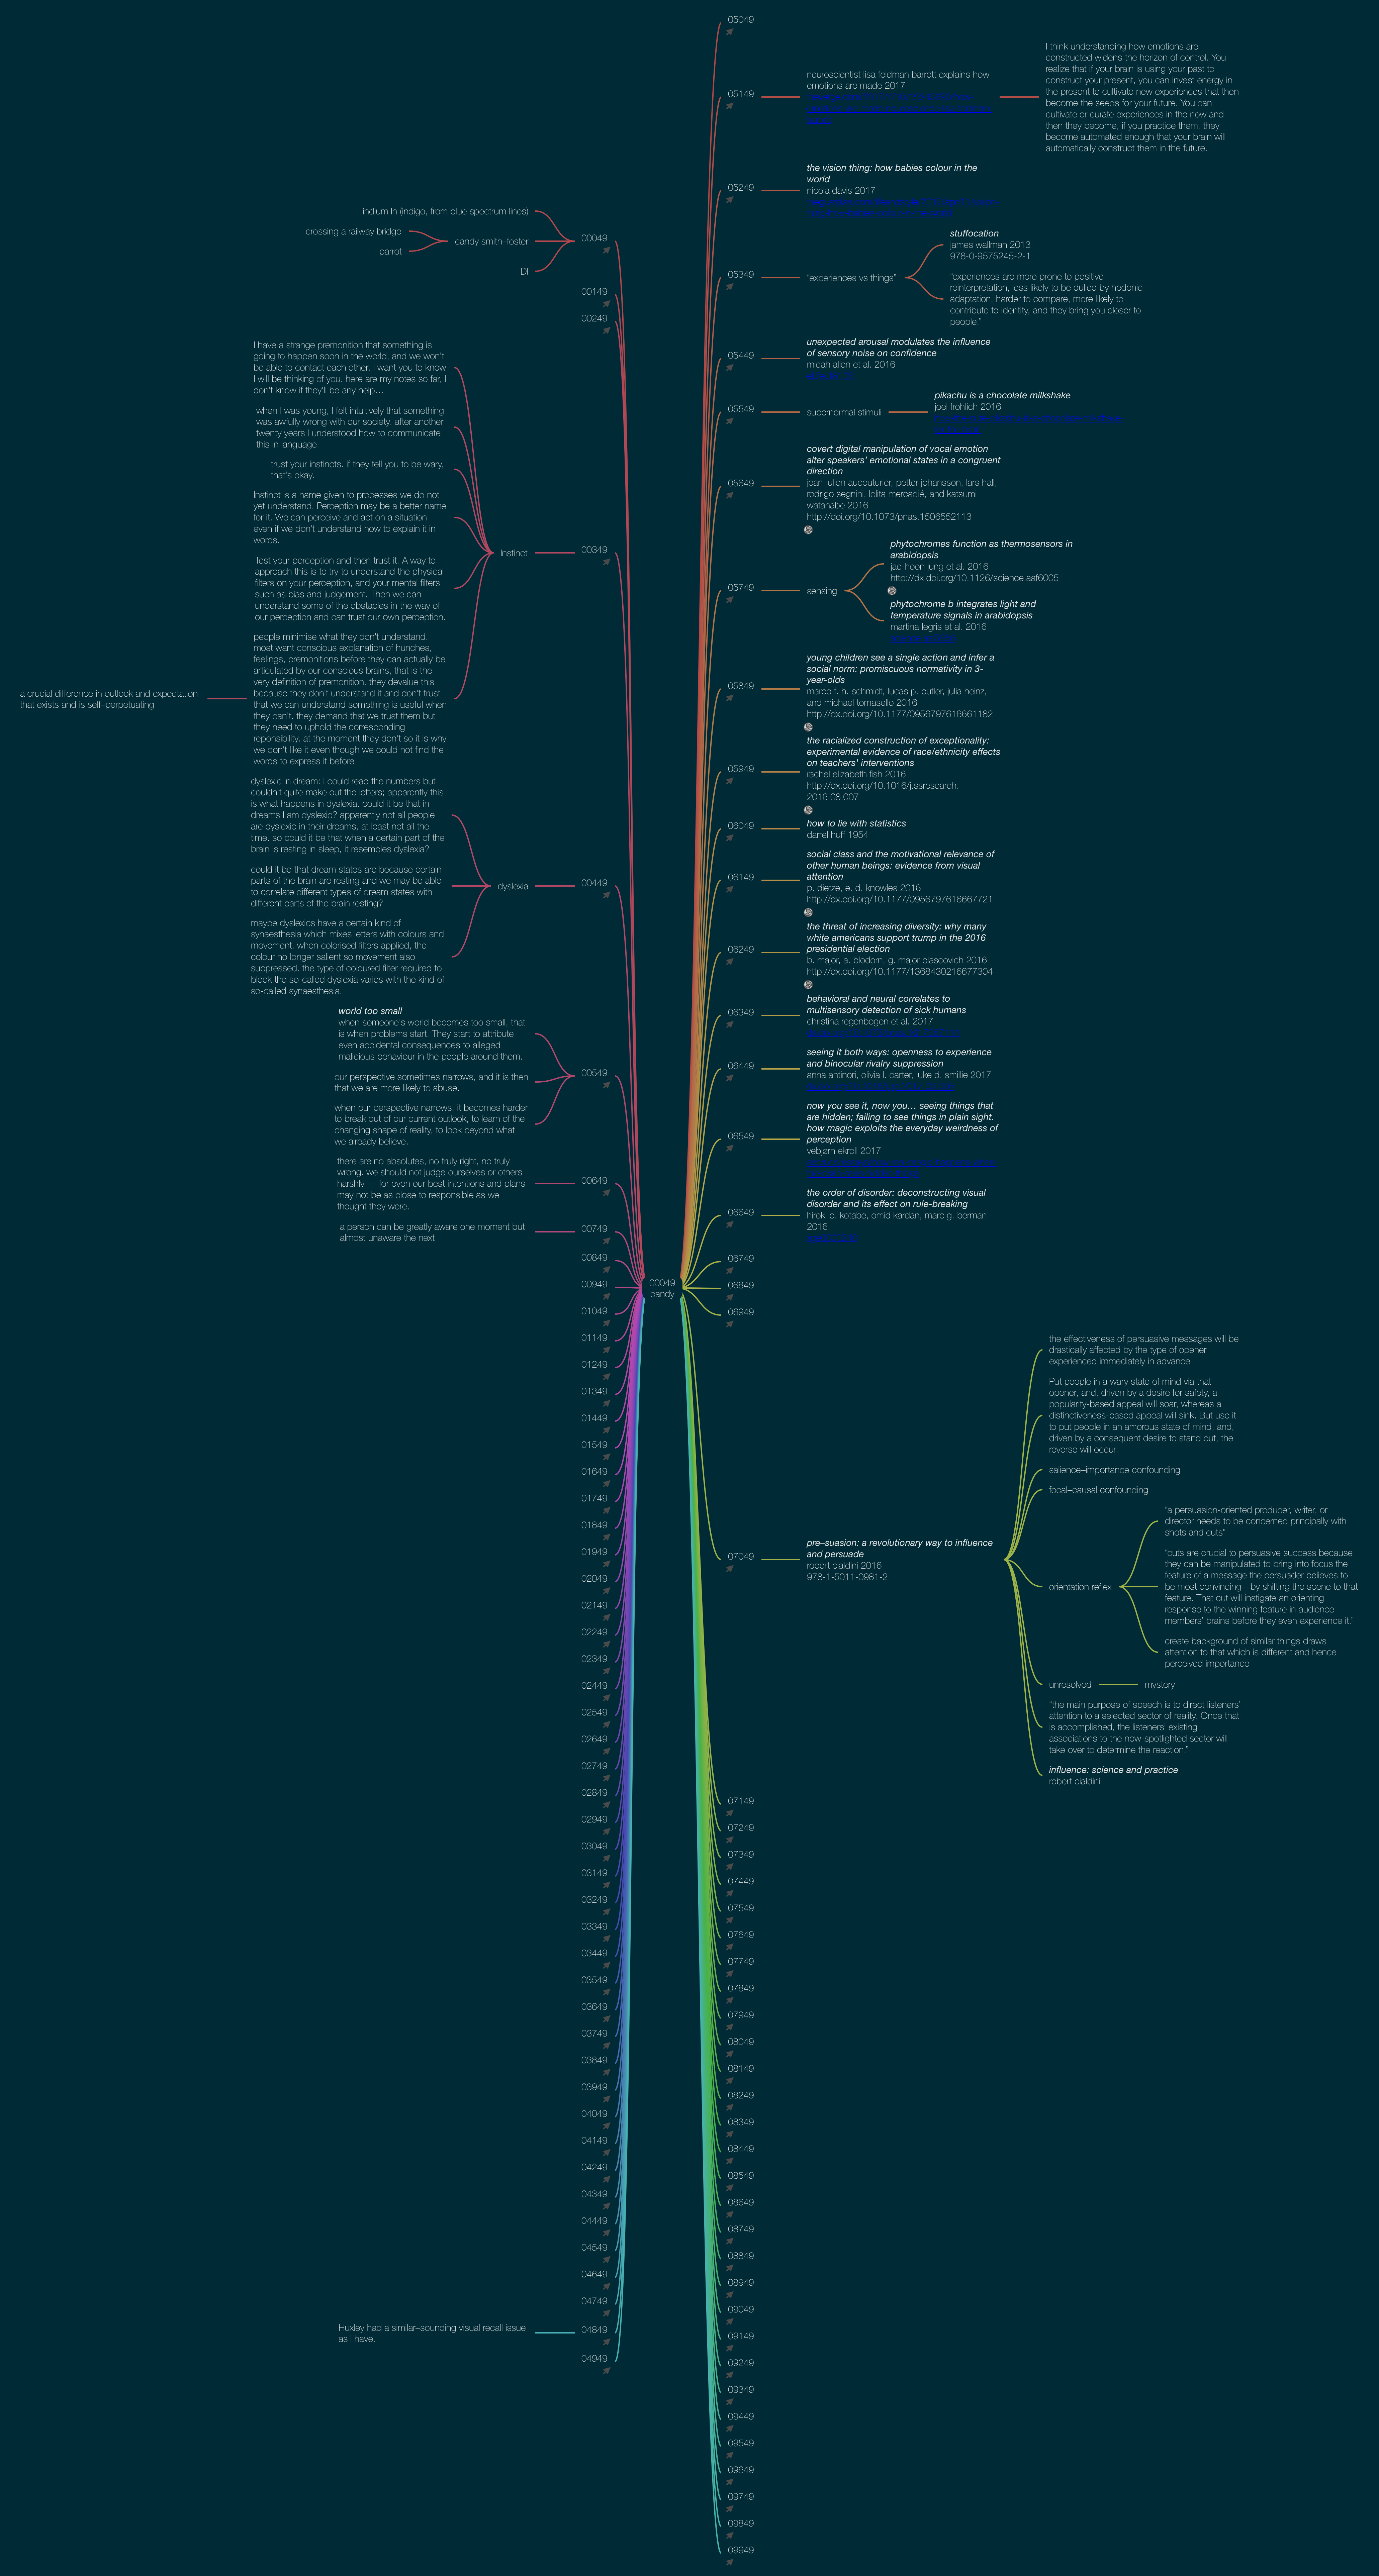 05049
05149
neuroscientist lisa feldman barrett explains how
emotions are made 2017
I think understanding how emotions are
constructed widens the horizon of control. You
realize that if your brain is using your past to
construct your present, you can invest energy in
the present to cultivate new experiences that then
become the seeds for your future. You can
cultivate or curate experiences in the now and
then they become, if you practice them, they
become automated enough that your brain will
automatically construct them in the future.
05249
the vision thing: how babies colour in the
world
nicola davis 2017
05349
"experiences vs things"
stuffocation
james wallman 2013
978-0-9575245-2-1
"experiences are more prone to positive
reinterpretation, less likely to be dulled by hedonic
adaptation, harder to compare, more likely to
contribute to identity, and they bring you closer to
people."
05449
unexpected arousal modulates the influence
of sensory noise on confidence
micah allen et al. 2016
05549
supernormal stimuli
pikachu is a chocolate milkshake
joel frohlich 2016
05649
covert digital manipulation of vocal emotion
alter speakers' emotional states in a congruent
direction
jean-julien aucouturier, petter johansson, lars hall,
rodrigo segnini, lolita mercadié, and katsumi
watanabe 2016
http://doi.org/10.1073/pnas.1506552113
05749
sensing
phytochromes function as thermosensors in
arabidopsis
jae-hoon jung et al. 2016
http://dx.doi.org/10.1126/science.aaf6005
phytochrome b integrates light and
temperature signals in arabidopsis
martina legris et al. 2016
05849
young children see a single action and infer a
social norm: promiscuous normativity in 3-
year-olds
marco f. h. schmidt, lucas p. butler, julia heinz,
and michael tomasello 2016
http://dx.doi.org/10.1177/0956797616661182
05949
the racialized construction of exceptionality:
experimental evidence of race/ethnicity effects
on teachers' interventions
rachel elizabeth fish 2016
http://dx.doi.org/10.1016/j.ssresearch.
2016.08.007
06049
how to lie with statistics
darrel huff 1954
06149
social class and the motivational relevance of
other human beings: evidence from visual
attention
p. dietze, e. d. knowles 2016
http://dx.doi.org/10.1177/0956797616667721
06249
the threat of increasing diversity: why many
white americans support trump in the 2016
presidential election
b. major, a. blodorn, g. major blascovich 2016
http://dx.doi.org/10.1177/1368430216677304
06349
behavioral and neural correlates to
multisensory detection of sick humans
christina regenbogen et al. 2017
06449
seeing it both ways: openness to experience
and binocular rivalry suppression
anna antinori, olivia l. carter, luke d. smillie 2017
06549
now you see it, now you… seeing things that
are hidden; failing to see things in plain sight.
how magic exploits the everyday weirdness of
perception
vebjørn ekroll 2017
06649
the order of disorder: deconstructing visual
disorder and its effect on rule-breaking
hiroki p. kotabe, omid kardan, marc g. berman
2016
06749
06849
06949
07049
pre–suasion: a revolutionary way to influence
and persuade
robert cialdini 2016
978-1-5011-0981-2
the effectiveness of persuasive messages will be
drastically affected by the type of opener
experienced immediately in advance
Put people in a wary state of mind via that
opener, and, driven by a desire for safety, a
popularity-based appeal will soar, whereas a
distinctiveness-based appeal will sink. But use it
to put people in an amorous state of mind, and,
driven by a consequent desire to stand out, the
reverse will occur.
salience–importance confounding
focal–causal confounding
orientation reflex
"a persuasion-oriented producer, writer, or
director needs to be concerned principally with
shots and cuts"
"cuts are crucial to persuasive success because
they can be manipulated to bring into focus the
feature of a message the persuader believes to
be most convincing—by shifting the scene to that
feature. That cut will instigate an orienting
response to the winning feature in audience
members' brains before they even experience it."
create background of similar things draws
attention to that which is different and hence
perceived importance
unresolved
mystery
"the main purpose of speech is to direct listeners'
attention to a selected sector of reality. Once that
is accomplished, the listeners' existing
associations to the now-spotlighted sector will
take over to determine the reaction."
influence: science and practice
robert cialdini
07149
07249
07349
07449
07549
07649
07749
07849
07949
08049
08149
08249
08349
08449
08549
08649
08749
08849
08949
09049
09149
09249
09349
09449
09549
09649
09749
09849
09949
00049
candy
00049
indium In (indigo, from blue spectrum lines)
candy smith–foster
crossing a railway bridge
parrot
DI
00149
00249
00349
Instinct
I have a strange premonition that something is
going to happen soon in the world, and we won't
be able to contact each other. I want you to know
I will be thinking of you. here are my notes so far, I
don't know if they'll be any help…
when I was young, I felt intuitively that something
was awfully wrong with our society. after another
twenty years I understood how to communicate
this in language
trust your instincts. if they tell you to be wary,
that's okay.
Instinct is a name given to processes we do not
yet understand. Perception may be a better name
for it. We can perceive and act on a situation
even if we don't understand how to explain it in
words.
Test your perception and then trust it. A way to
approach this is to try to understand the physical
filters on your perception, and your mental filters
such as bias and judgement. Then we can
understand some of the obstacles in the way of
our perception and can trust our own perception.
people minimise what they don't understand.
most want conscious explanation of hunches,
feelings, premonitions before they can actually be
articulated by our conscious brains, that is the
very definition of premonition. they devalue this
because they don't understand it and don't trust
that we can understand something is useful when
they can't. they demand that we trust them but
they need to uphold the corresponding
reponsibility. at the moment they don't so it is why
we don't like it even though we could not find the
words to express it before
a crucial difference in outlook and expectation
that exists and is self–perpetuating
00449
dyslexia
dyslexic in dream: I could read the numbers but
couldn't quite make out the letters; apparently this
is what happens in dyslexia. could it be that in
dreams I am dyslexic? apparently not all people
are dyslexic in their dreams, at least not all the
time. so could it be that when a certain part of the
brain is resting in sleep, it resembles dyslexia?
could it be that dream states are because certain
parts of the brain are resting and we may be able
to correlate different types of dream states with
different parts of the brain resting?
maybe dyslexics have a certain kind of
synaesthesia which mixes letters with colours and
movement. when colorised filters applied, the
colour no longer salient so movement also
suppressed. the type of coloured filter required to
block the so-called dyslexia varies with the kind of
so-called synaesthesia.
00549
world too small
when someone's world becomes too small, that
is when problems start. They start to attribute
even accidental consequences to alleged
malicious behaviour in the people around them.
our perspective sometimes narrows, and it is then
that we are more likely to abuse.
when our perspective narrows, it becomes harder
to break out of our current outlook, to learn of the
changing shape of reality, to look beyond what
we already believe.
00649
there are no absolutes, no truly right, no truly
wrong. we should not judge ourselves or others
harshly — for even our best intentions and plans
may not be as close to responsible as we
thought they were.
00749
a person can be greatly aware one moment but
almost unaware the next
00849
00949
01049
01149
01249
01349
01449
01549
01649
01749
01849
01949
02049
02149
02249
02349
02449
02549
02649
02749
02849
02949
03049
03149
03249
03349
03449
03549
03649
03749
03849
03949
04049
04149
04249
04349
04449
04549
04649
04749
04849
Huxley had a similar–sounding visual recall issue
as I have.
04949